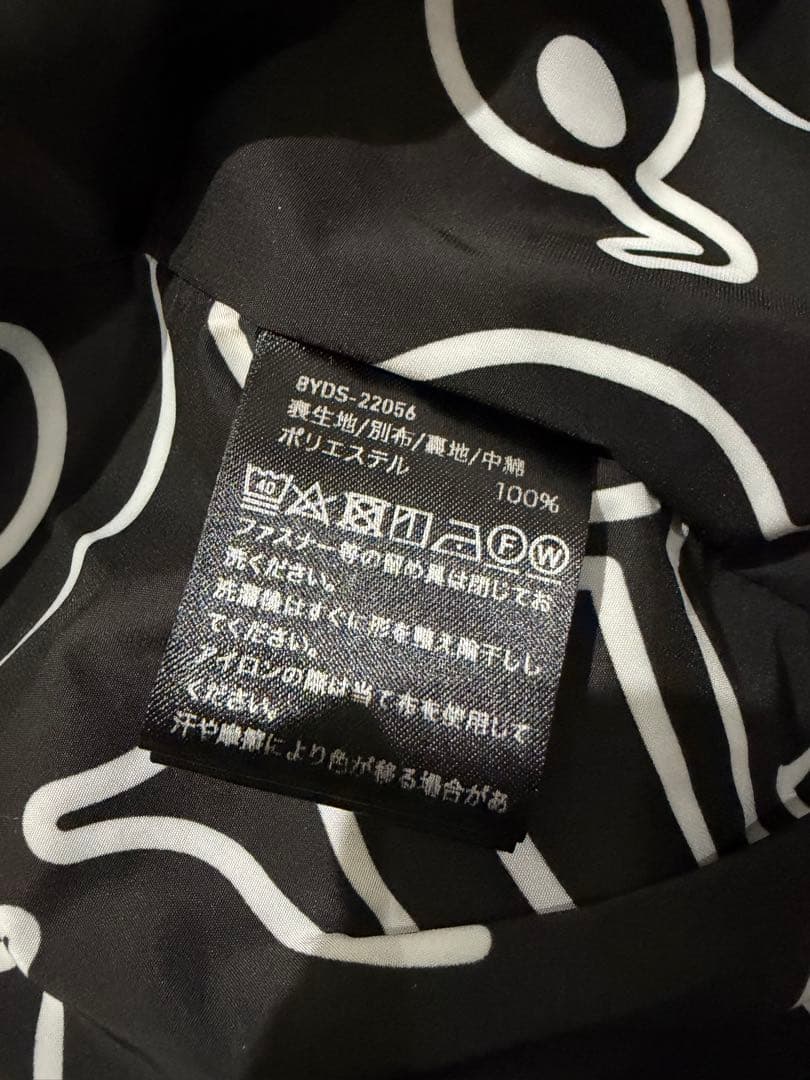 8YDS-22056
表生地/別布/裏地/中綿
ポリエステル 100%
40 F W
ファスナー等の留め具は閉じてお
洗ください。
洗濯後はすぐに形を整え陰干しし
てください。
アイロンの際は当て布を使用して
ください。
汗や摩擦により色が移る場合があ